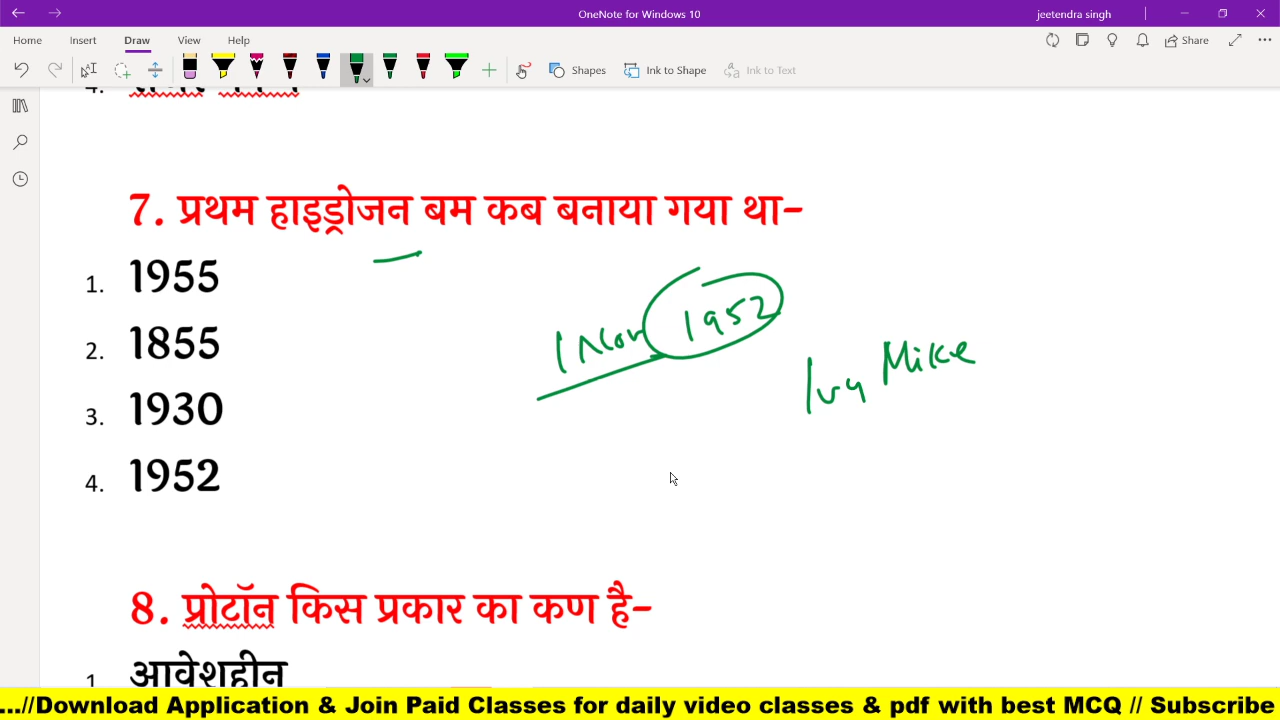 OneNote for Windows 10
jeetendra singh
Home Insert Draw View Help
Share
Shapes Ink to Shape Ink to Text
4.
7. प्रथम हाइड्रोजन बम कब बनाया गया था-
1. 1955
2. 1855
3. 1930
4. 1952
1 Nov 1952
Ivy Mike
8. प्रोटॉन किस प्रकार का कण है-
1. आवेशहीन
...//Download Application & Join Paid Classes for daily video classes & pdf with best MCQ // Subscribe